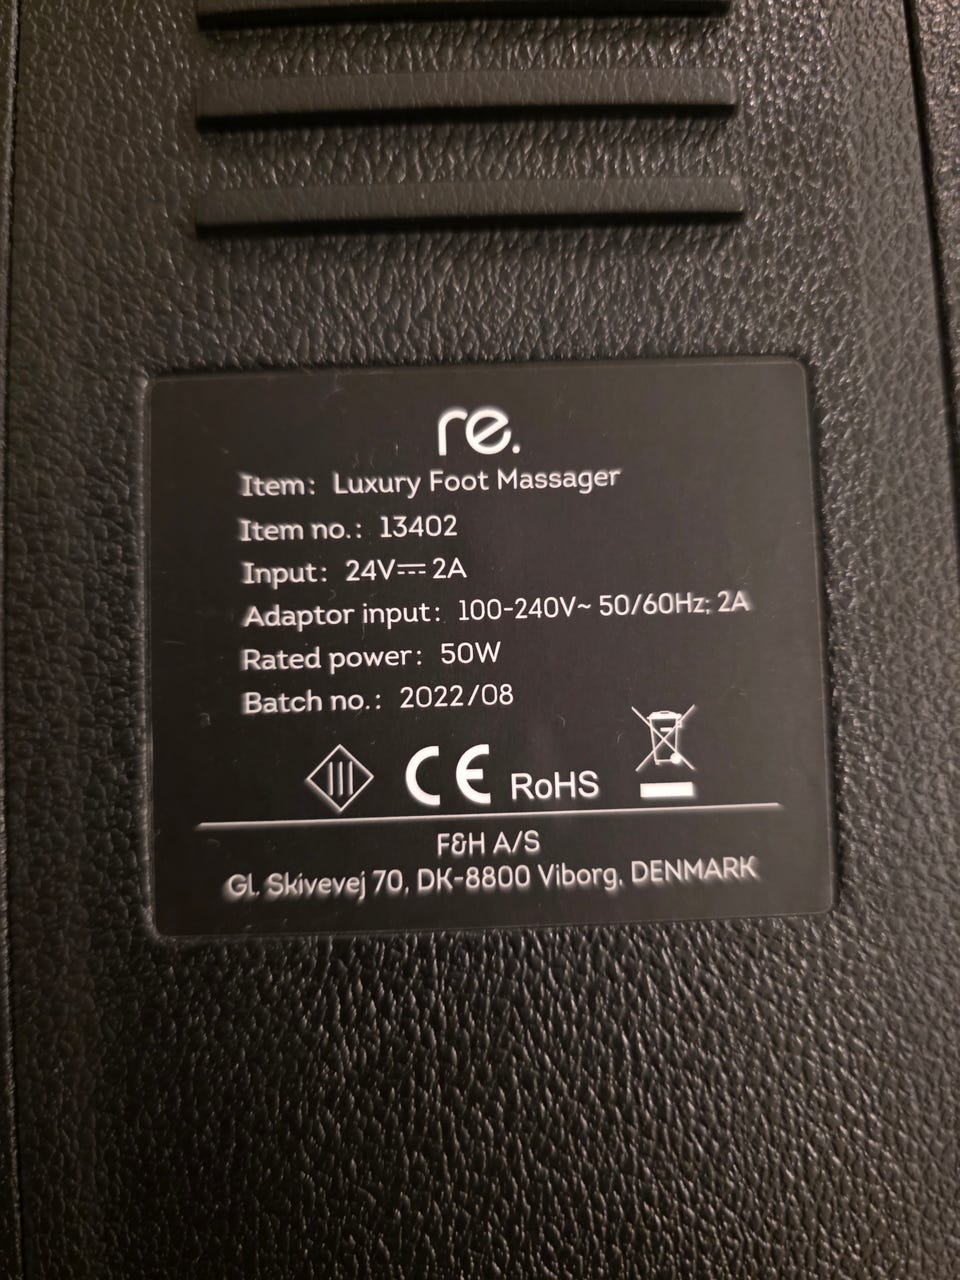 re.
Item: Luxury Foot Massager
Item no.: 13402
Input: 24V⎓2A
Adaptor input: 100-240V~ 50/60Hz; 2A
Rated power: 50W
Batch no.: 2022/08
III CE RoHS
F&H A/S
Gl. Skivevej 70, DK-8800 Viborg, DENMARK